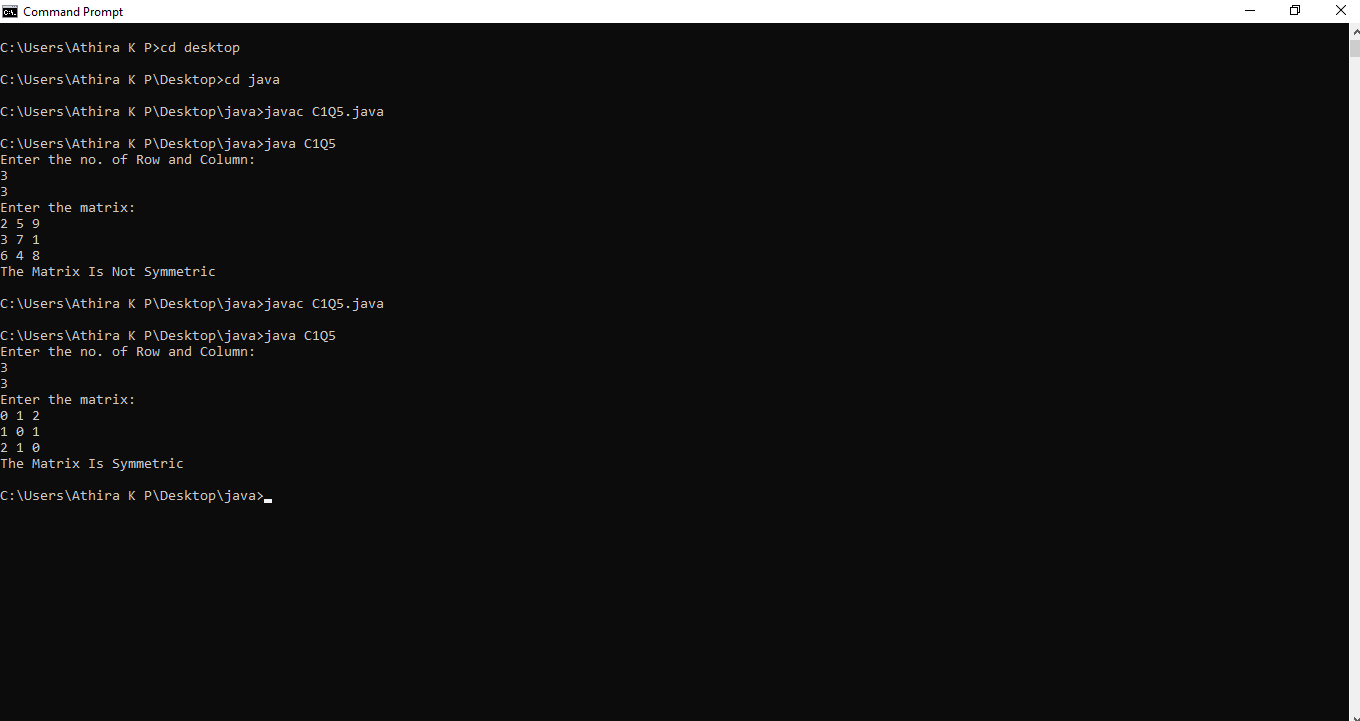 Command Prompt
C:\Users\Athira K P>cd desktop
C:\Users\Athira K P\Desktop>cd java
C:\Users\Athira K P\Desktop\java>javac C1Q5.java
C:\Users\Athira K P\Desktop\java>java C1Q5
Enter the no. of Row and Column:
3
3
Enter the matrix:
2 5 9
3 7 1
6 4 8
The Matrix Is Not Symmetric
C:\Users\Athira K P\Desktop\java>javac C1Q5.java
C:\Users\Athira K P\Desktop\java>java C1Q5
Enter the no. of Row and Column:
3
3
Enter the matrix:
0 1 2
1 0 1
2 1 0
The Matrix Is Symmetric
C:\Users\Athira K P\Desktop\java>